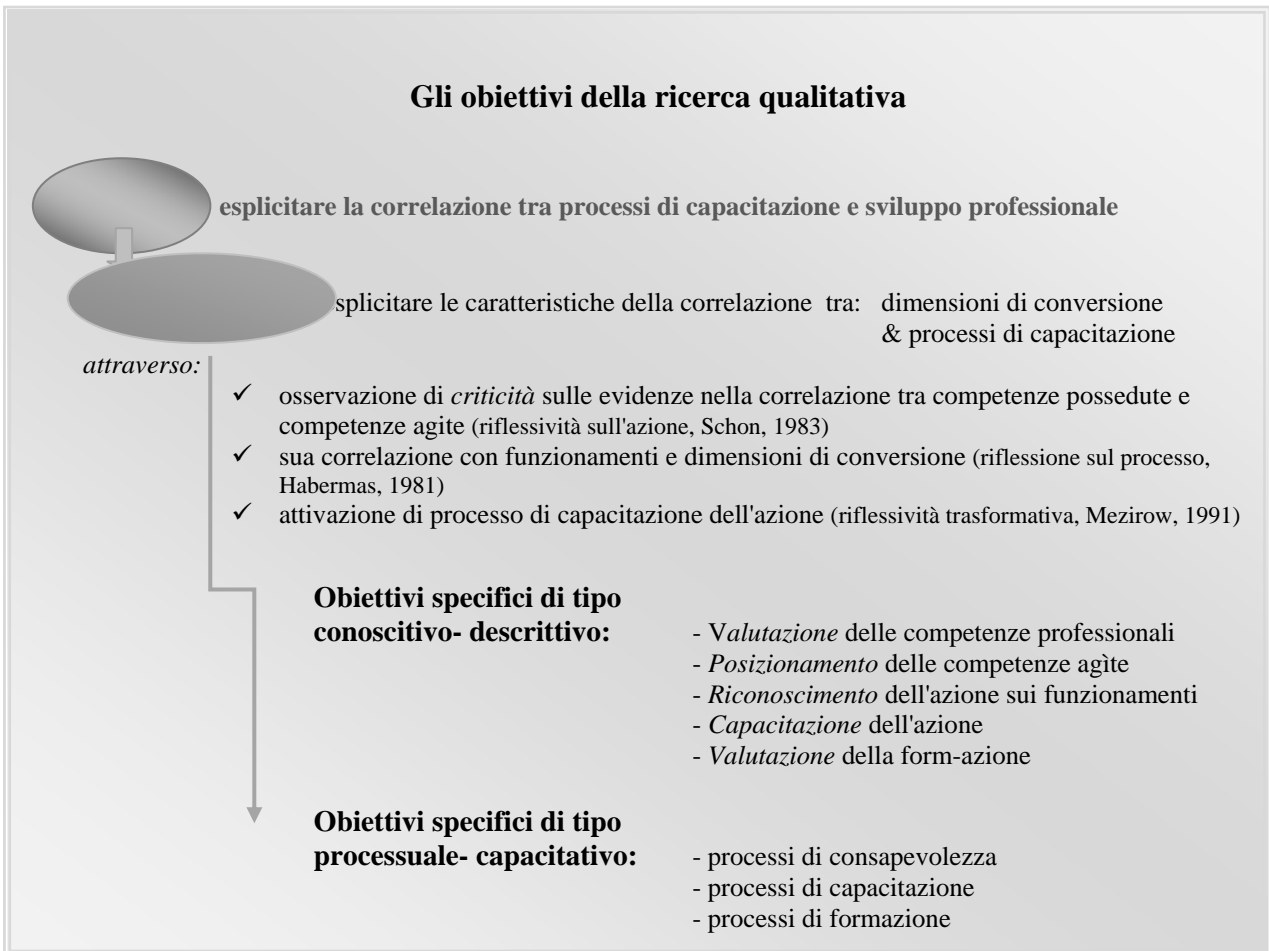 Gli obiettivi della ricerca qualitativa
esplicitare la correlazione tra processi di capacitazione e sviluppo professionale
splicitare le caratteristiche della correlazione tra: dimensioni di conversione
& processi di capacitazione
attraverso:
✓ osservazione di criticità sulle evidenze nella correlazione tra competenze possedute e
competenze agite (riflessività sull'azione, Schon, 1983)
✓ sua correlazione con funzionamenti e dimensioni di conversione (riflessione sul processo,
Habermas, 1981)
✓ attivazione di processo di capacitazione dell'azione (riflessività trasformativa, Mezirow, 1991)
Obiettivi specifici di tipo
conoscitivo- descrittivo: - Valutazione delle competenze professionali
- Posizionamento delle competenze agìte
- Riconoscimento dell'azione sui funzionamenti
- Capacitazione dell'azione
- Valutazione della form-azione
Obiettivi specifici di tipo
processuale- capacitativo: - processi di consapevolezza
- processi di capacitazione
- processi di formazione